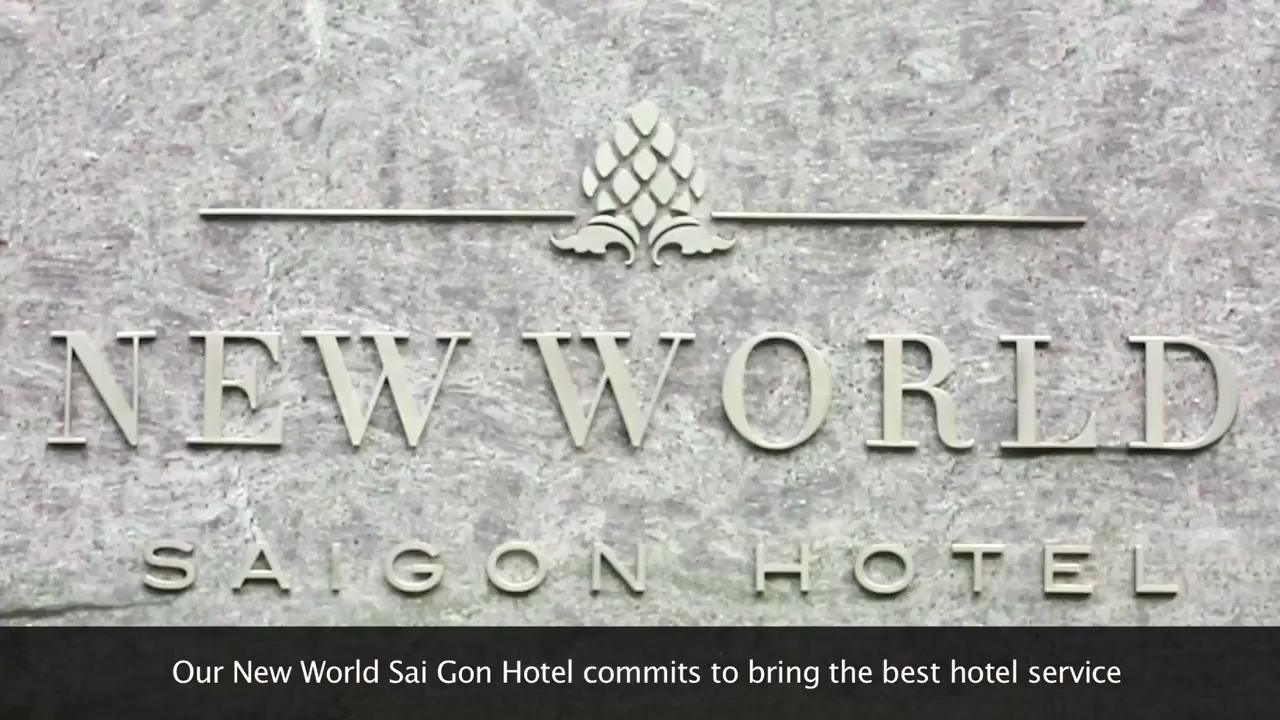 NEW WORLD
SAIGON HOTEL
Our New World Sai Gon Hotel commits to bring the best hotel service